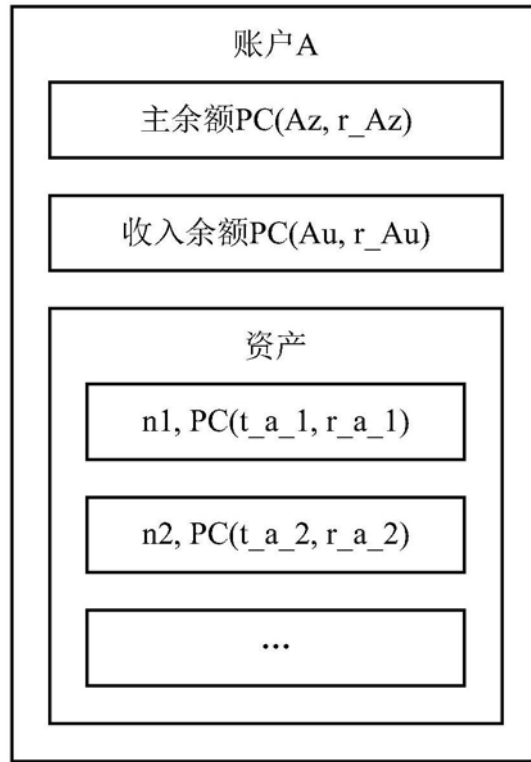 账户A
主余额PC(Az, r_Az)
收入余额PC(Au, r_Au)
资产
n1, PC(t_a_1, r_a_1)
n2, PC(t_a_2, r_a_2)
...